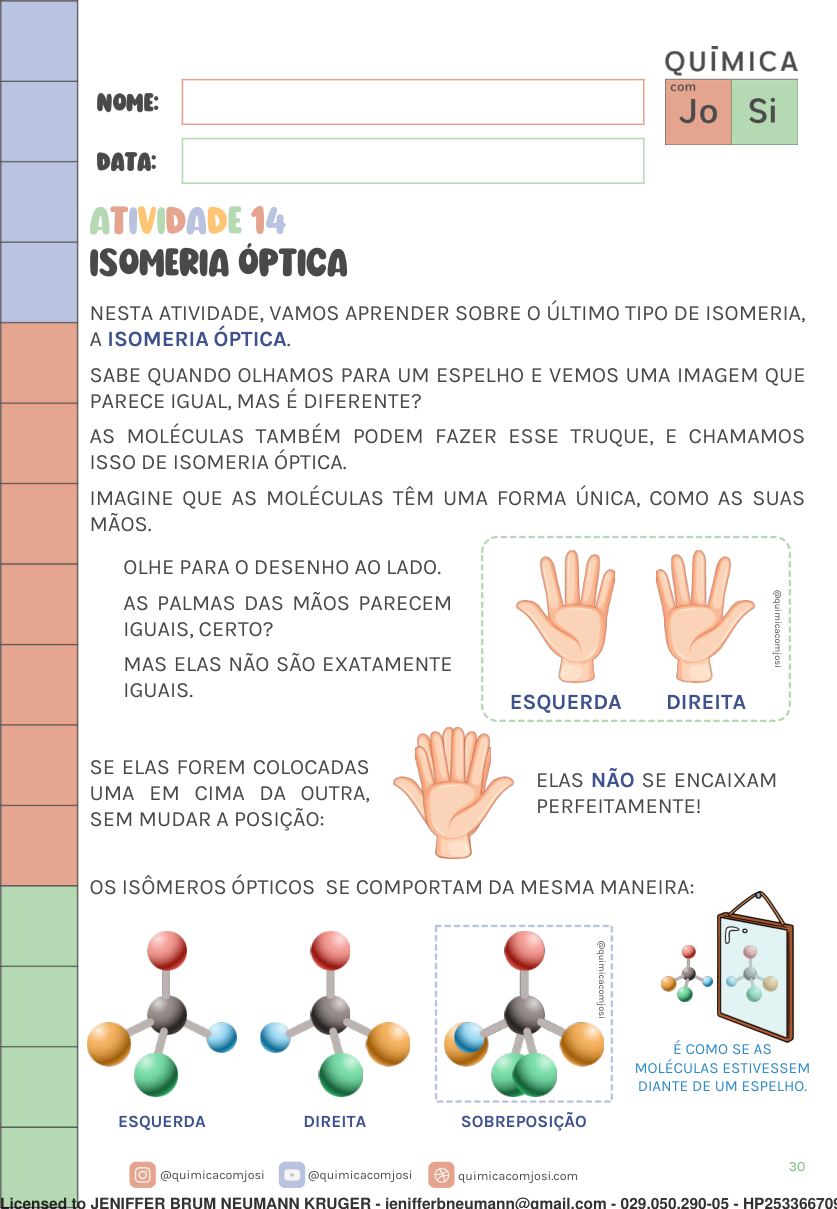 QUÍMICA
com
Jo Si
NOME:
DATA:
ATIVIDADE 14
ISOMERIA ÓPTICA
NESTA ATIVIDADE, VAMOS APRENDER SOBRE O ÚLTIMO TIPO DE ISOMERIA,
A ISOMERIA ÓPTICA.
SABE QUANDO OLHAMOS PARA UM ESPELHO E VEMOS UMA IMAGEM QUE
PARECE IGUAL, MAS É DIFERENTE?
AS MOLÉCULAS TAMBÉM PODEM FAZER ESSE TRUQUE, E CHAMAMOS
ISSO DE ISOMERIA ÓPTICA.
IMAGINE QUE AS MOLÉCULAS TÊM UMA FORMA ÚNICA, COMO AS SUAS
MÃOS.
OLHE PARA O DESENHO AO LADO.
AS PALMAS DAS MÃOS PARECEM
IGUAIS, CERTO?
MAS ELAS NÃO SÃO EXATAMENTE
IGUAIS.
@quimicacomjosi
ESQUERDA DIREITA
SE ELAS FOREM COLOCADAS
UMA EM CIMA DA OUTRA,
SEM MUDAR A POSIÇÃO:
ELAS NÃO SE ENCAIXAM
PERFEITAMENTE!
OS ISÔMEROS ÓPTICOS SE COMPORTAM DA MESMA MANEIRA:
@quimicacomjosi
É COMO SE AS
MOLÉCULAS ESTIVESSEM
DIANTE DE UM ESPELHO.
ESQUERDA DIREITA SOBREPOSIÇÃO
@quimicacomjosi @quimicacomjosi quimicacomjosi.com
30
Licensed to JENIFFER BRUM NEUMANN KRUGER - jenifferbneumann@gmail.com - 029.050.290-05 - HP253366709